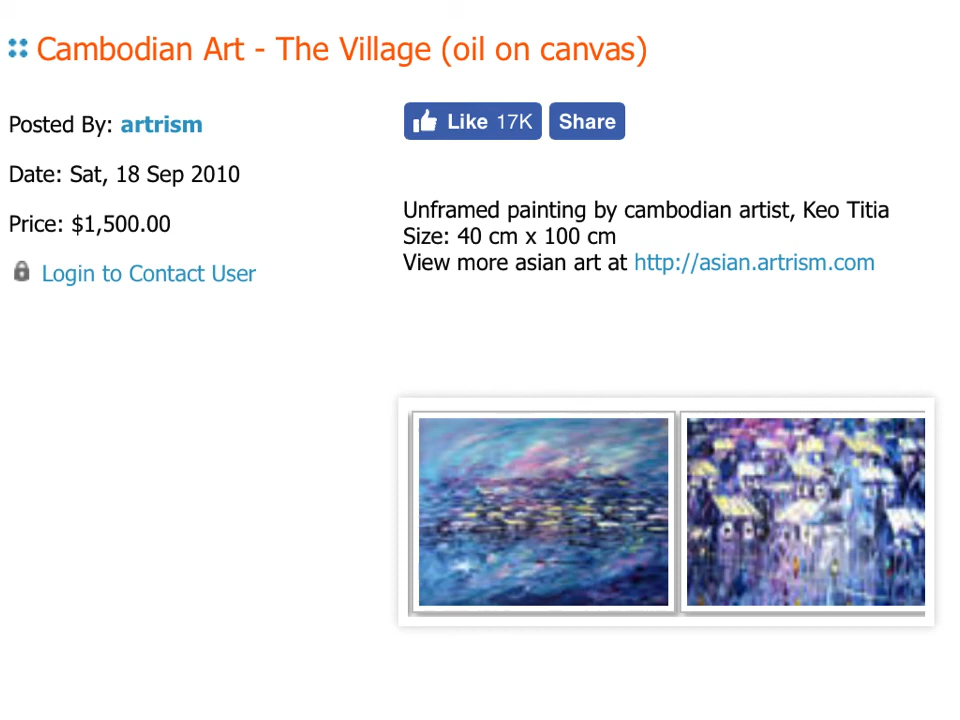 Cambodian Art - The Village (oil on canvas)
Posted By: artrism
Date: Sat, 18 Sep 2010
Price: $1,500.00
Login to Contact User
Like 17K Share
Unframed painting by cambodian artist, Keo Titia
Size: 40 cm x 100 cm
View more asian art at http://asian.artrism.com